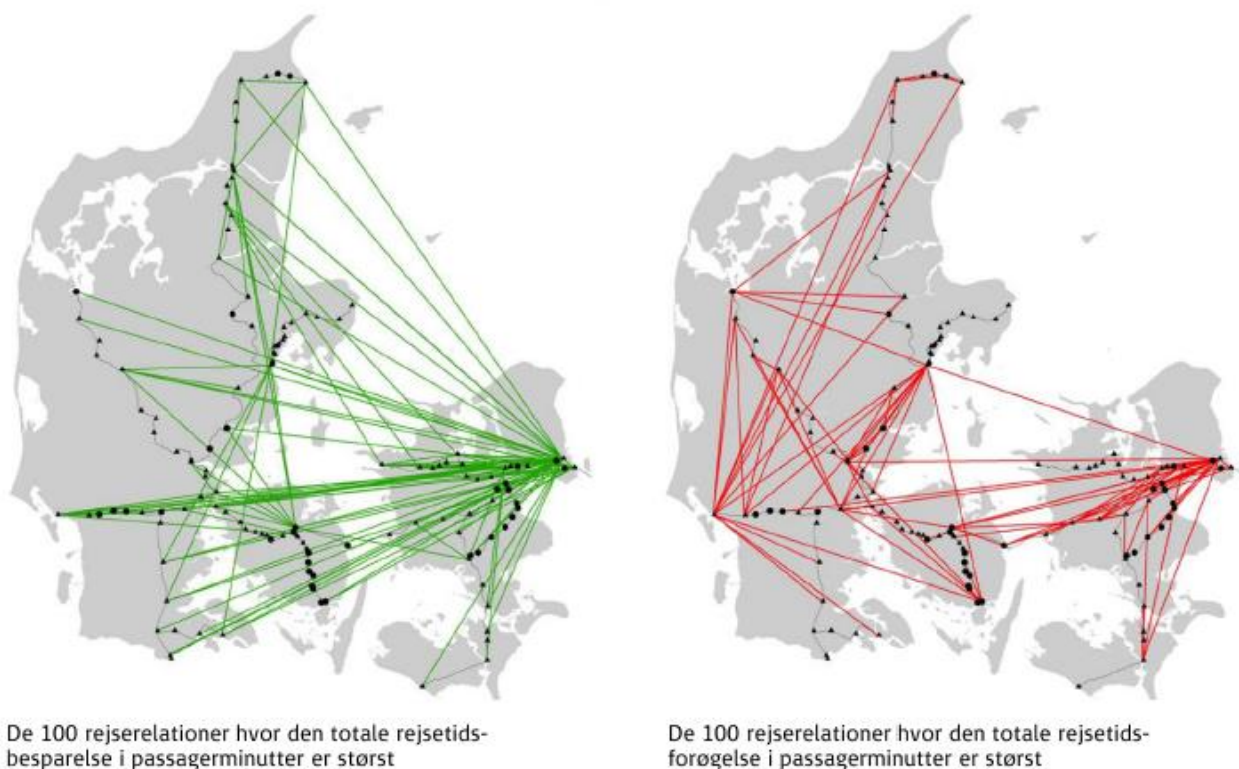 De 100 rejserelationer hvor den totale rejsetids-
besparelse i passagerminutter er størst
De 100 rejserelationer hvor den totale rejsetids-
forøgelse i passagerminutter er størst